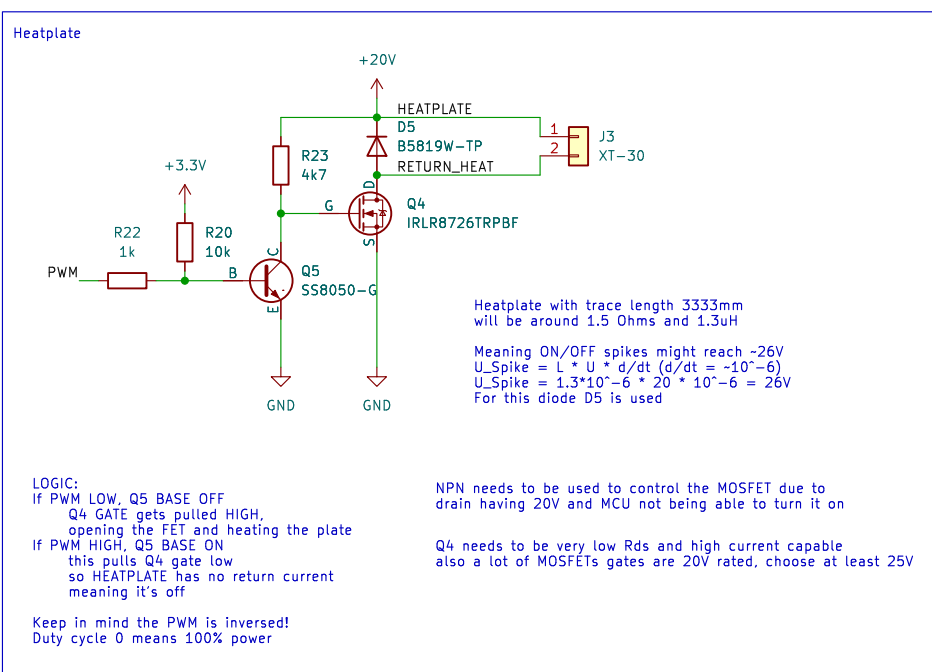 Heatplate
+20V
HEATPLATE
D5
B5819W-TP
1
2
J3
XT-30
RETURN_HEAT
R23
4k7
+3.3V
D
G
Q4
IRLR8726TRPBF
S
R22
1k
R20
10k
PWM
B
C
Q5
SS8050-G
E
GND
GND
Heatplate with trace length 3333mm
will be around 1.5 Ohms and 1.3uH
Meaning ON/OFF spikes might reach ~26V
U_Spike = L * U * d/dt (d/dt = ~10^-6)
U_Spike = 1.3*10^-6 * 20 * 10^-6 = 26V
For this diode D5 is used
LOGIC:
If PWM LOW, Q5 BASE OFF
Q4 GATE gets pulled HIGH,
opening the FET and heating the plate
If PWM HIGH, Q5 BASE ON
this pulls Q4 gate low
so HEATPLATE has no return current
meaning it's off
Keep in mind the PWM is inversed!
Duty cycle 0 means 100% power
NPN needs to be used to control the MOSFET due to
drain having 20V and MCU not being able to turn it on
Q4 needs to be very low Rds and high current capable
also a lot of MOSFETs gates are 20V rated, choose at least 25V